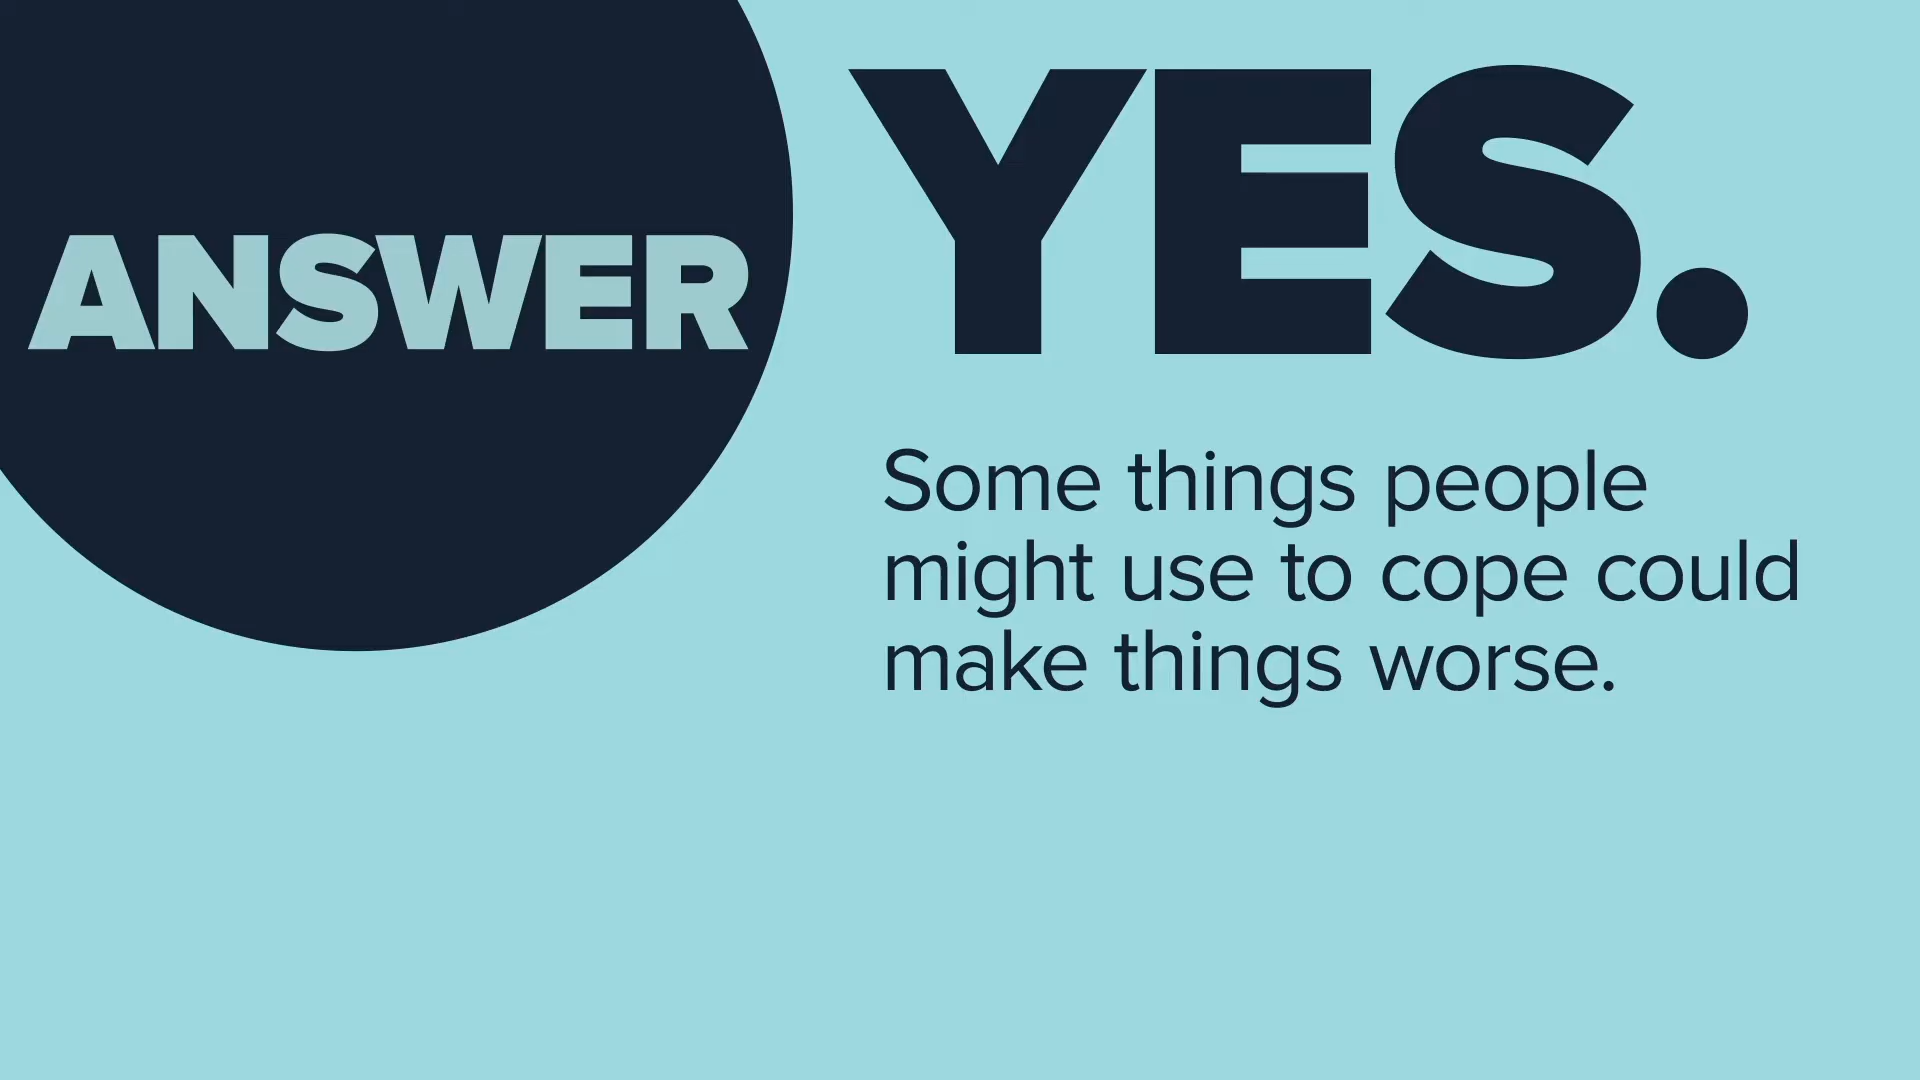 ANSWER
YES.
Some things people
might use to cope could
make things worse.